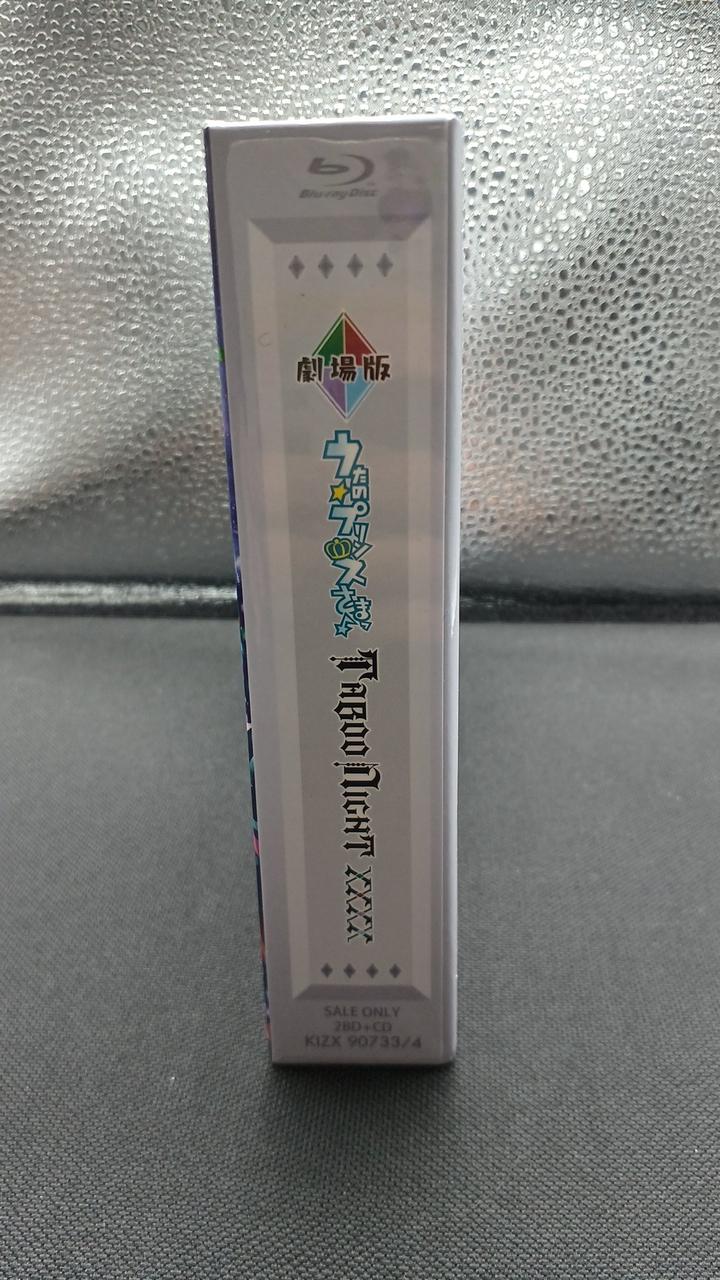 Blu-ray Disc
劇場版
うたの☆プリンスさまっ♪
TABOO NIGHT XXXX
SALE ONLY
2BD+CD
KIZX 90733/4